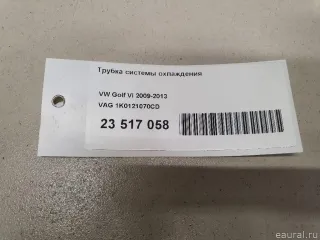 Трубка системы охлаждения
VW Golf VI 2009-2013
VAG 1K0121070CD
23 517 058
eaural.ru